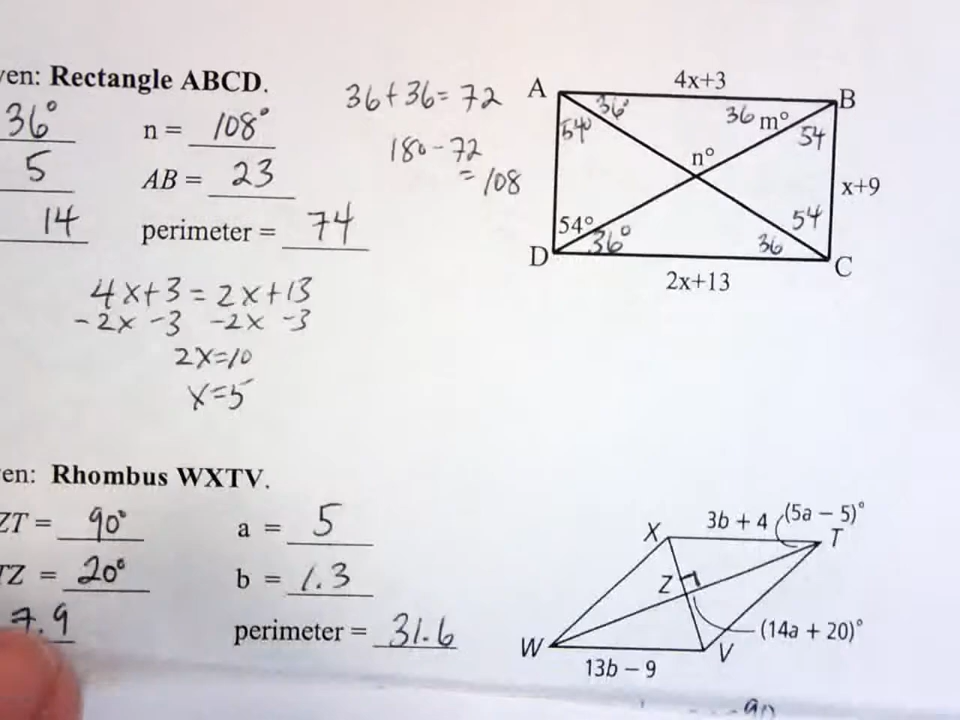 ven: Rectangle ABCD.
36°
n = 108°
36+36=72
5
AB = 23
180-72
= 108
14
perimeter = 74
4x+3 = 2x+13
-2x -3 -2x -3
2x=10
x=5
A
4x+3
B
36°
36 m°
54°
54
n°
x+9
54°
54
D
36°
36
C
2x+13
en: Rhombus WXTV.
ZT = 90°
a = 5
TZ = 20°
b = 1.3
7.9
perimeter = 31.6
X
3b + 4
(5a − 5)°
T
Z
(14a + 20)°
W
V
13b − 9